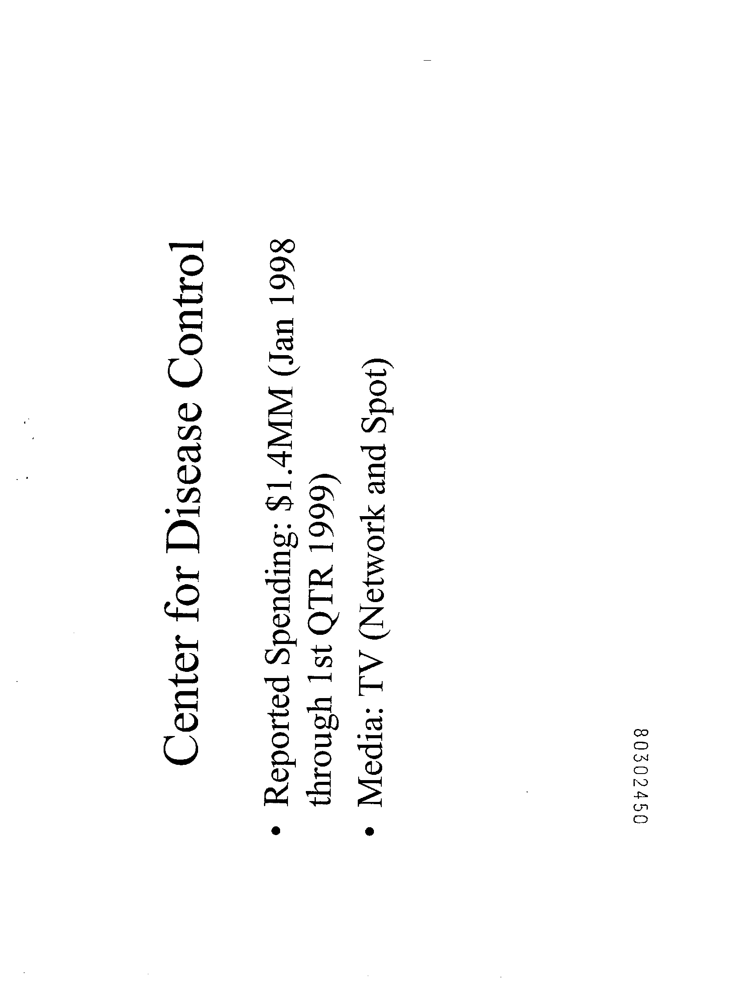 Center for Disease Control
• Reported Spending: $1.4MM (Jan 1998
through 1st QTR 1999)
• Media: TV (Network and Spot)
80302450